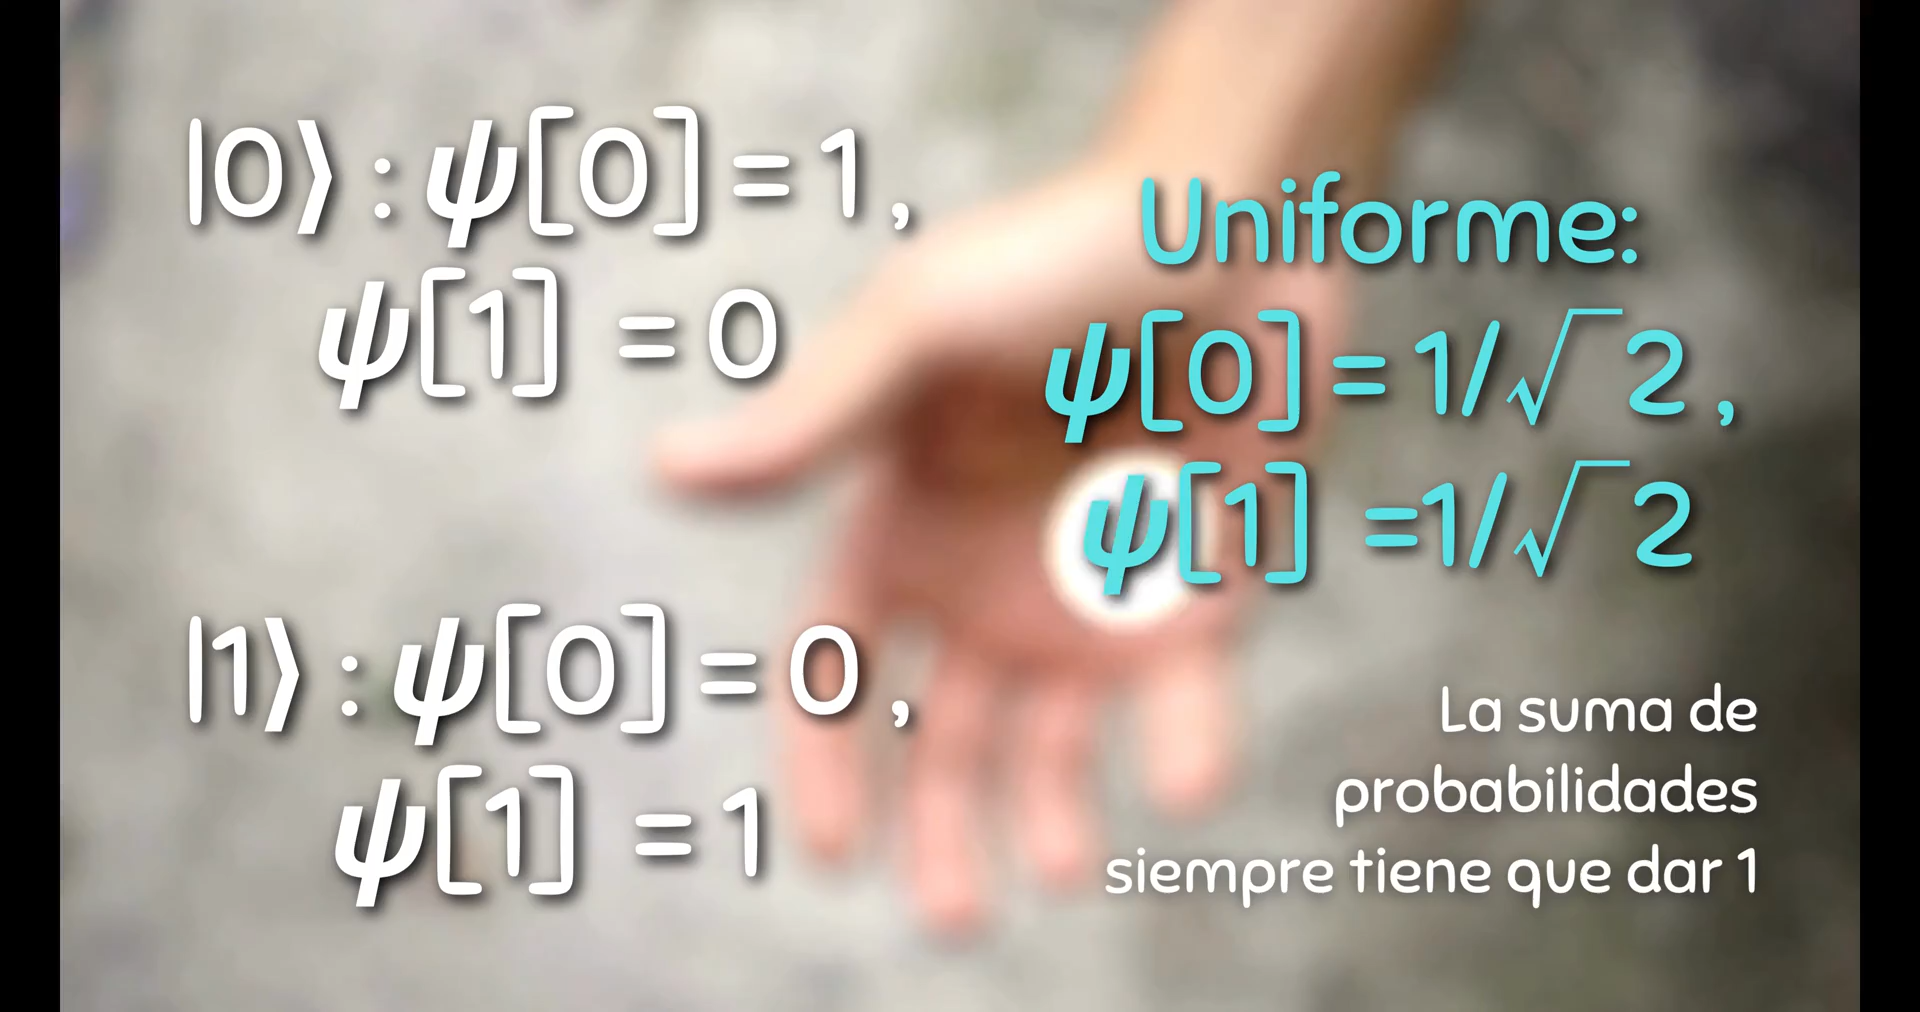 |0⟩ : ψ[0] = 1 ,
ψ[1] = 0
|1⟩ : ψ[0] = 0 ,
ψ[1] = 1
Uniforme:
ψ[0] = 1/√2 ,
ψ[1] =1/√2
La suma de
probabilidades
siempre tiene que dar 1